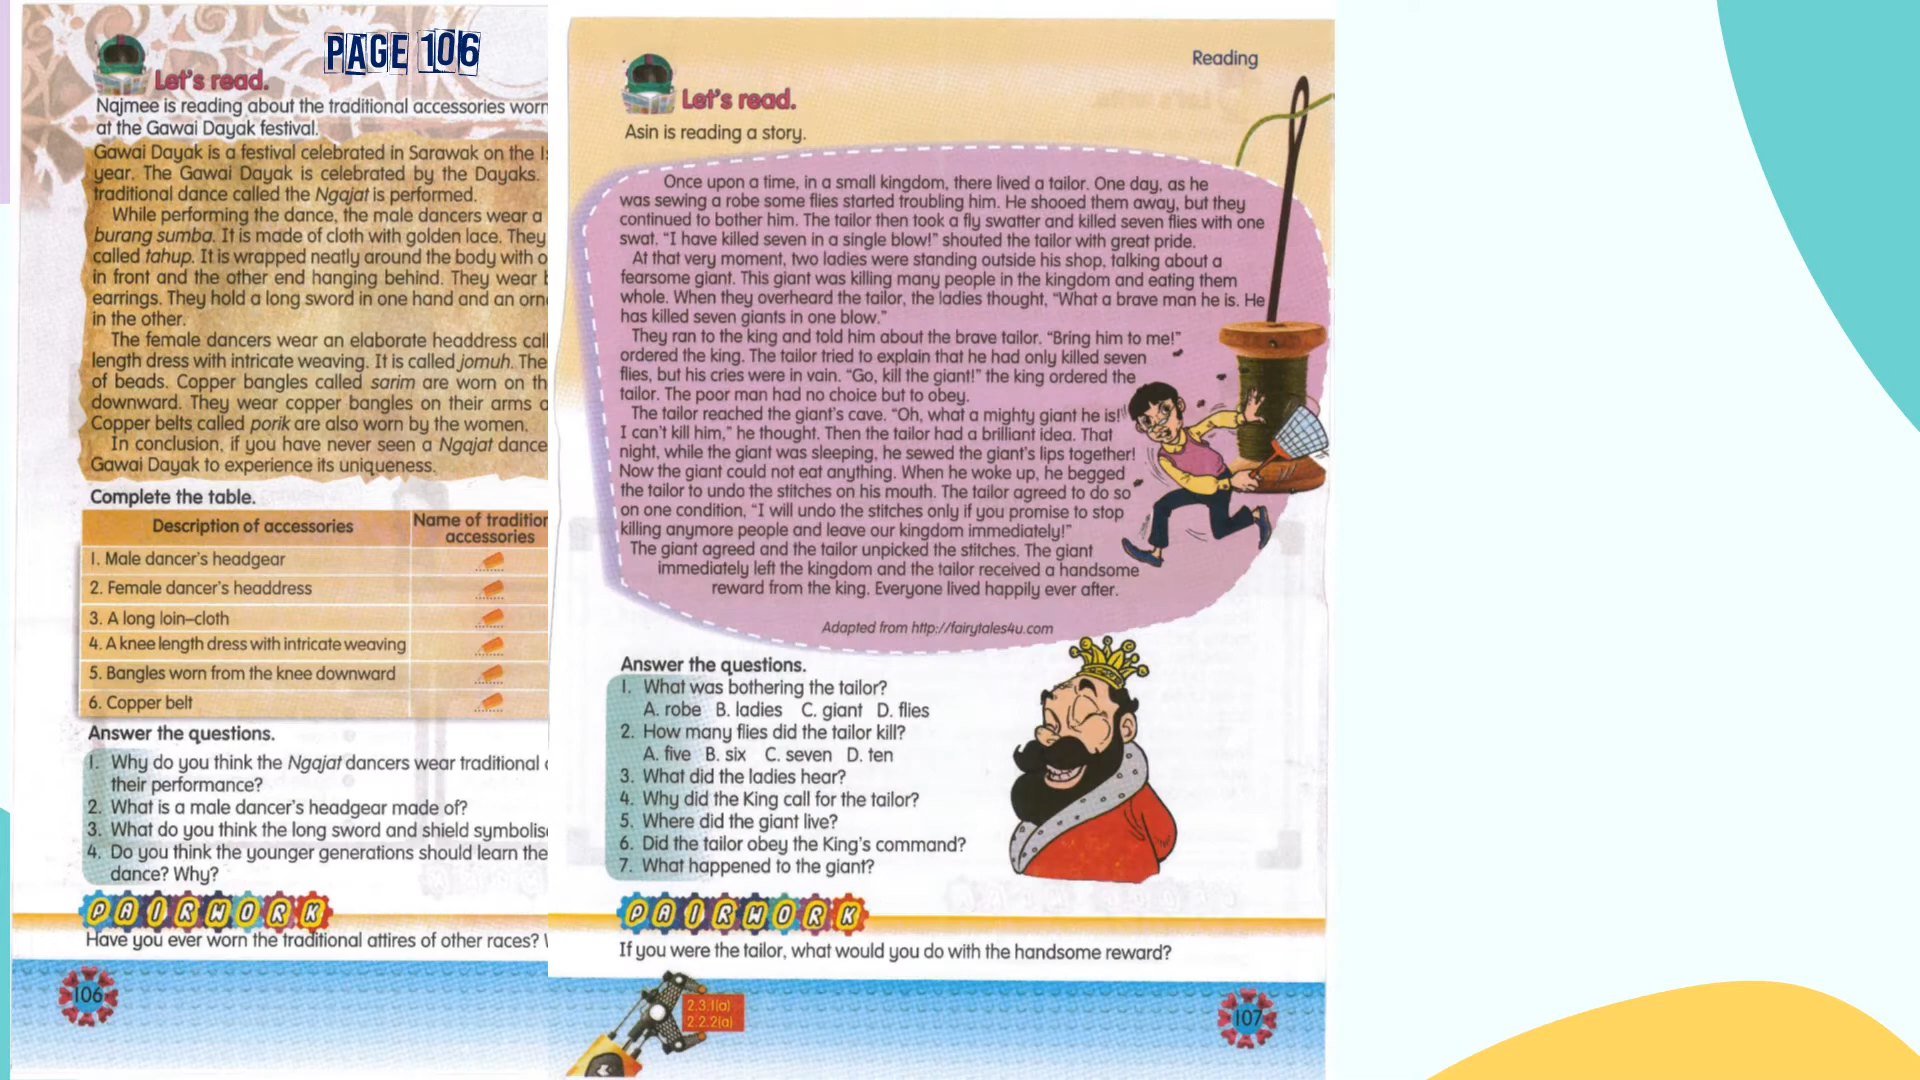 PAGE 106
Let's read.
Najmee is reading about the traditional accessories worn
at the Gawai Dayak festival.
Gawai Dayak is a festival celebrated in Sarawak on the
year. The Gawai Dayak is celebrated by the Dayaks.
traditional dance called the Ngajat is performed.
While performing the dance, the male dancers wear a
burang sumba. It is made of cloth with golden lace. They
called tahup. It is wrapped neatly around the body with
in front and the other end hanging behind. They wear
earrings. They hold a long sword in one hand and an
in the other.
The female dancers wear an elaborate headdress
length dress with intricate weaving. It is called jomuh.
of beads. Copper bangles called sarim are worn on
downward. They wear copper bangles on their arms
Copper belts called porik are also worn by the women.
In conclusion, if you have never seen a Ngajat dance
Gawai Dayak to experience its uniqueness.
Complete the table.
Description of accessories
Name of
accessories
1. Male dancer's headgear
2. Female dancer's headdress
3. A long loin-cloth
4. A knee length dress with intricate weaving
5. Bangles worn from the knee downward
6. Copper belt
Answer the questions.
1. Why do you think the Ngajat dancers wear traditional
their performance?
2. What is a male dancer's headgear made of?
3. What do you think the long sword and shield
4. Do you think the younger generations should learn the
dance? Why?
PAIRWORK
Have you ever worn the traditional attires of other races?
106
Reading
Let's read.
Asin is reading a story.
Once upon a time, in a small kingdom, there lived a tailor. One day, as he
was sewing a robe some flies started troubling him. He shooed them away, but they
continued to bother him. The tailor then took a fly swatter and killed seven flies with one
swat. "I have killed seven in a single blow!" shouted the tailor with great pride.
At that very moment, two ladies were standing outside his shop, talking about a
fearsome giant. This giant was killing many people in the kingdom and eating them
whole. When they overheard the tailor, the ladies thought, "What a brave man he is. He
has killed seven giants in one blow."
They ran to the king and told him about the brave tailor. "Bring him to me!"
ordered the king. The tailor tried to explain that he had only killed seven
flies, but his cries were in vain. "Go, kill the giant!" the king ordered the
tailor. The poor man had no choice but to obey.
The tailor reached the giant's cave. "Oh, what a mighty giant he is!
I can't kill him," he thought. Then the tailor had a brilliant idea. That
night, while the giant was sleeping, he sewed the giant's lips together!
Now the giant could not eat anything. When he woke up, he begged
the tailor to undo the stitches on his mouth. The tailor agreed to do so
on one condition, "I will undo the stitches only if you promise to stop
killing anymore people and leave our kingdom immediately!"
The giant agreed and the tailor unpicked the stitches. The giant
immediately left the kingdom and the tailor received a handsome
reward from the king. Everyone lived happily ever after.
Adapted from http://fairytales4u.com
Answer the questions.
1. What was bothering the tailor?
A. robe B. ladies C. giant D. flies
2. How many flies did the tailor kill?
A. five B. six C. seven D. ten
3. What did the ladies hear?
4. Why did the King call for the tailor?
5. Where did the giant live?
6. Did the tailor obey the King's command?
7. What happened to the giant?
PAIRWORK
If you were the tailor, what would you do with the handsome reward?
2.3.1(a)
2.2.2(a)
107